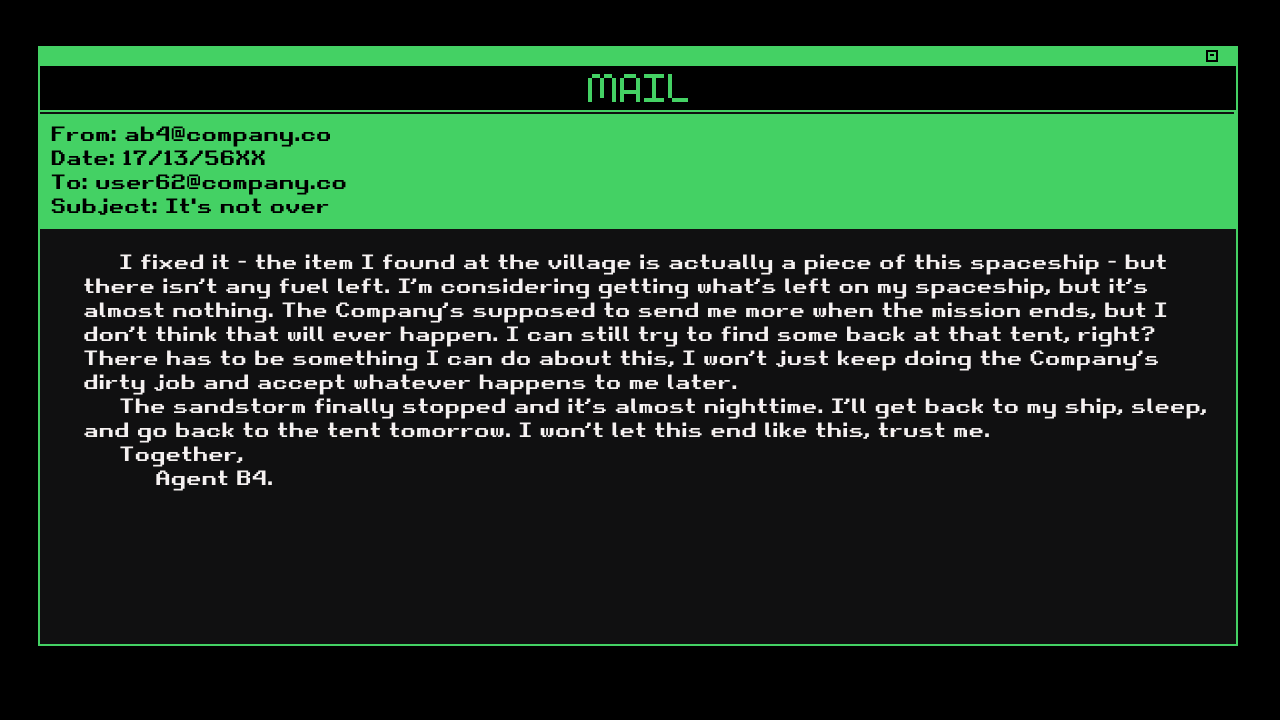 MAIL
From: ab4@company.co
Date: 17/13/56XX
To: user62@company.co
Subject: It's not over
I fixed it - the item I found at the village is actually a piece of this spaceship - but
there isn't any fuel left. I'm considering getting what's left on my spaceship, but it's
almost nothing. The Company's supposed to send me more when the mission ends, but I
don't think that will ever happen. I can still try to find some back at that tent, right?
There has to be something I can do about this, I won't just keep doing the Company's
dirty job and accept whatever happens to me later.
The sandstorm finally stopped and it's almost nighttime. I'll get back to my ship, sleep,
and go back to the tent tomorrow. I won't let this end like this, trust me.
Together,
Agent B4.